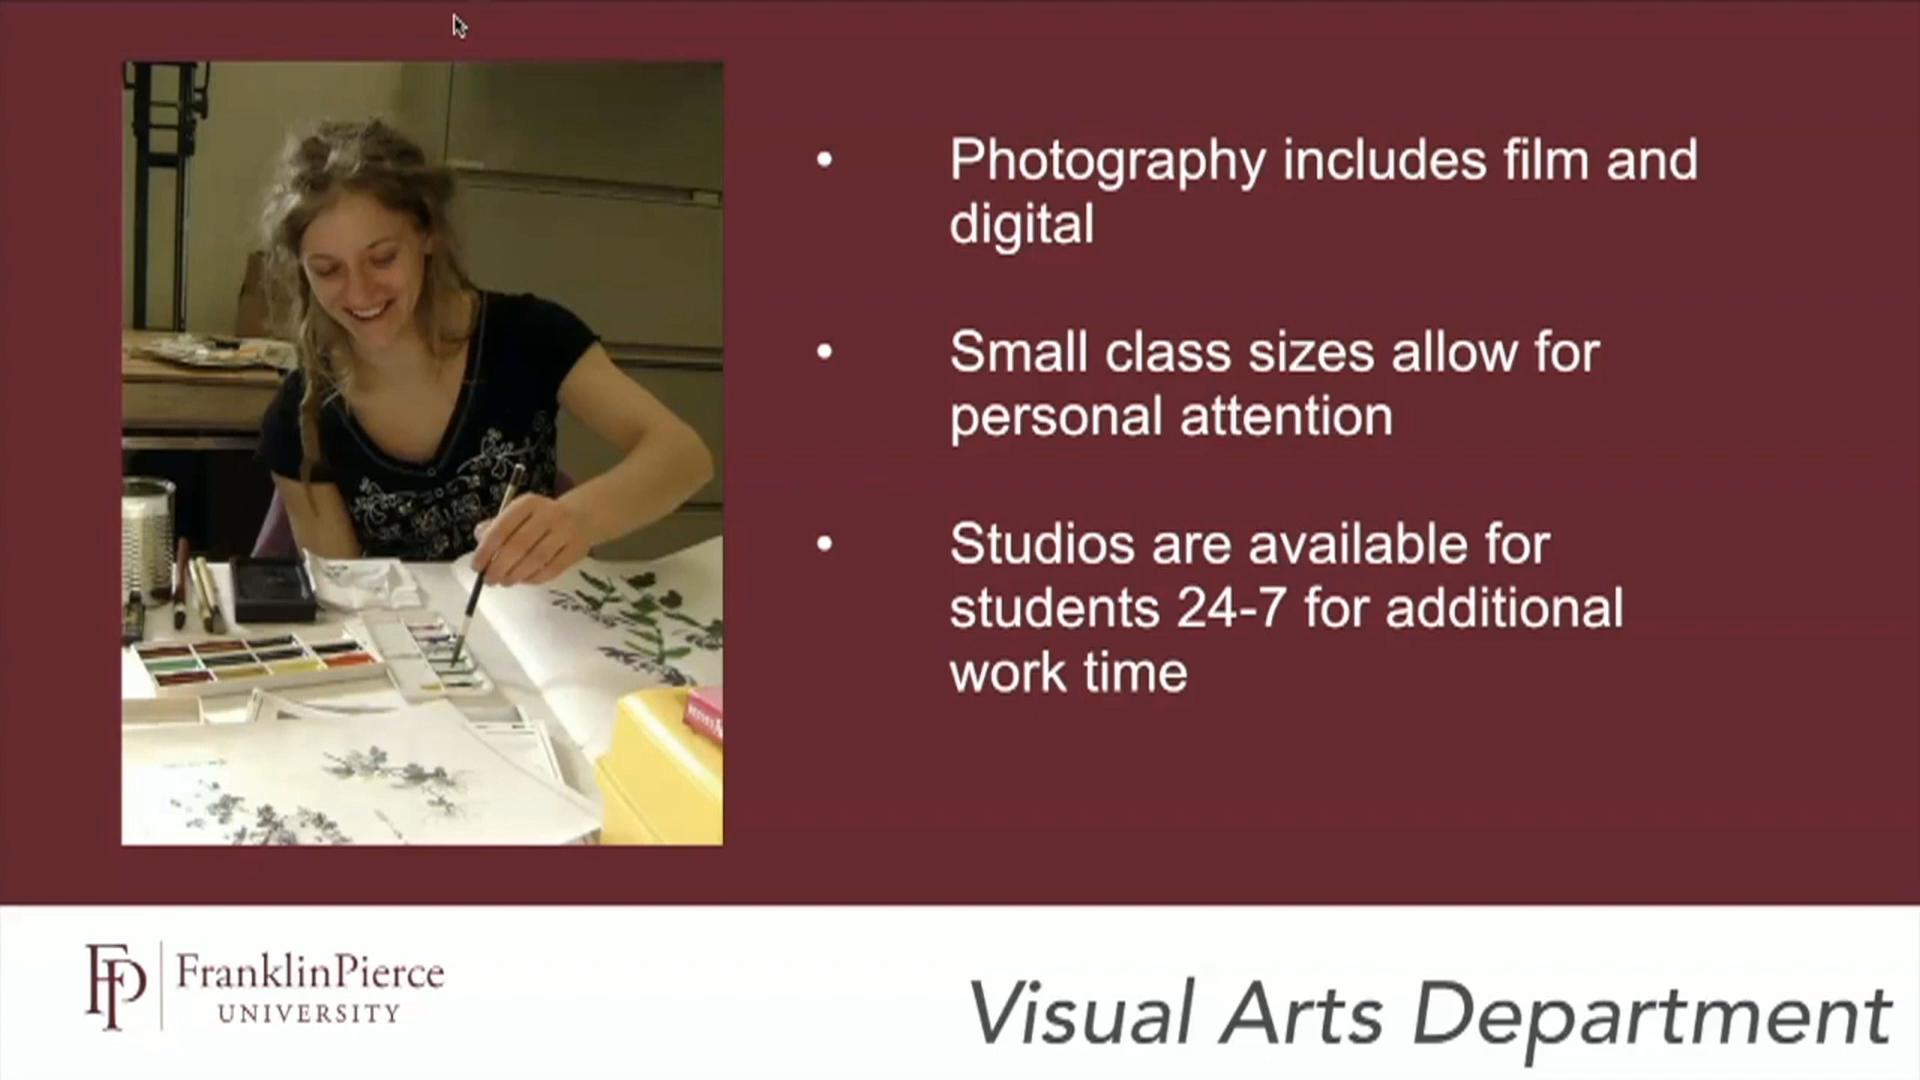 • Photography includes film and
digital
• Small class sizes allow for
personal attention
• Studios are available for
students 24-7 for additional
work time
FP
FranklinPierce
UNIVERSITY
Visual Arts Department